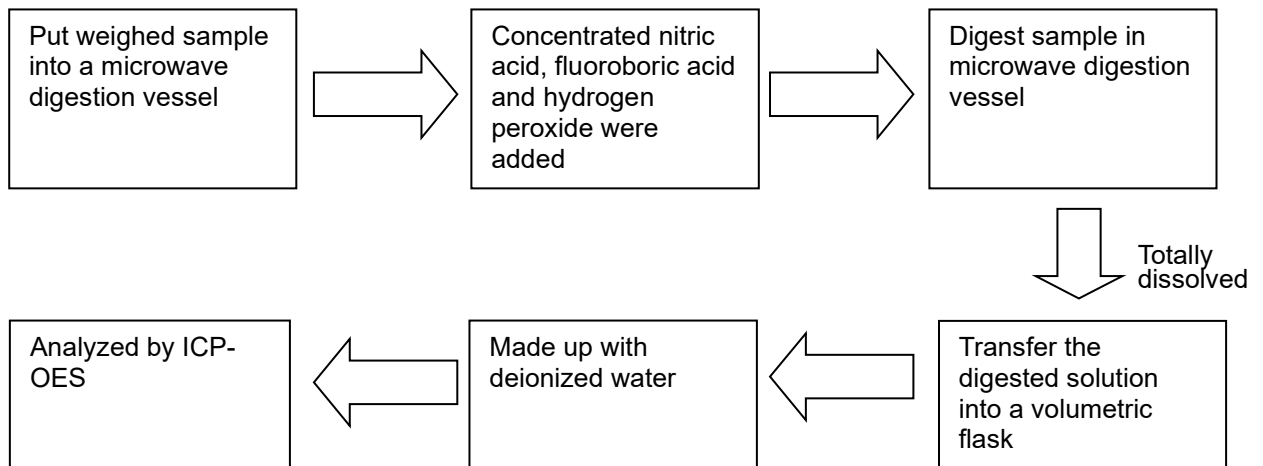 Put weighed sample
into a microwave
digestion vessel
Concentrated nitric
acid, fluoroboric acid
and hydrogen
peroxide were
added
Digest sample in
microwave digestion
vessel
Totally
dissolved
Transfer the
digested solution
into a volumetric
flask
Made up with
deionized water
Analyzed by ICP-
OES